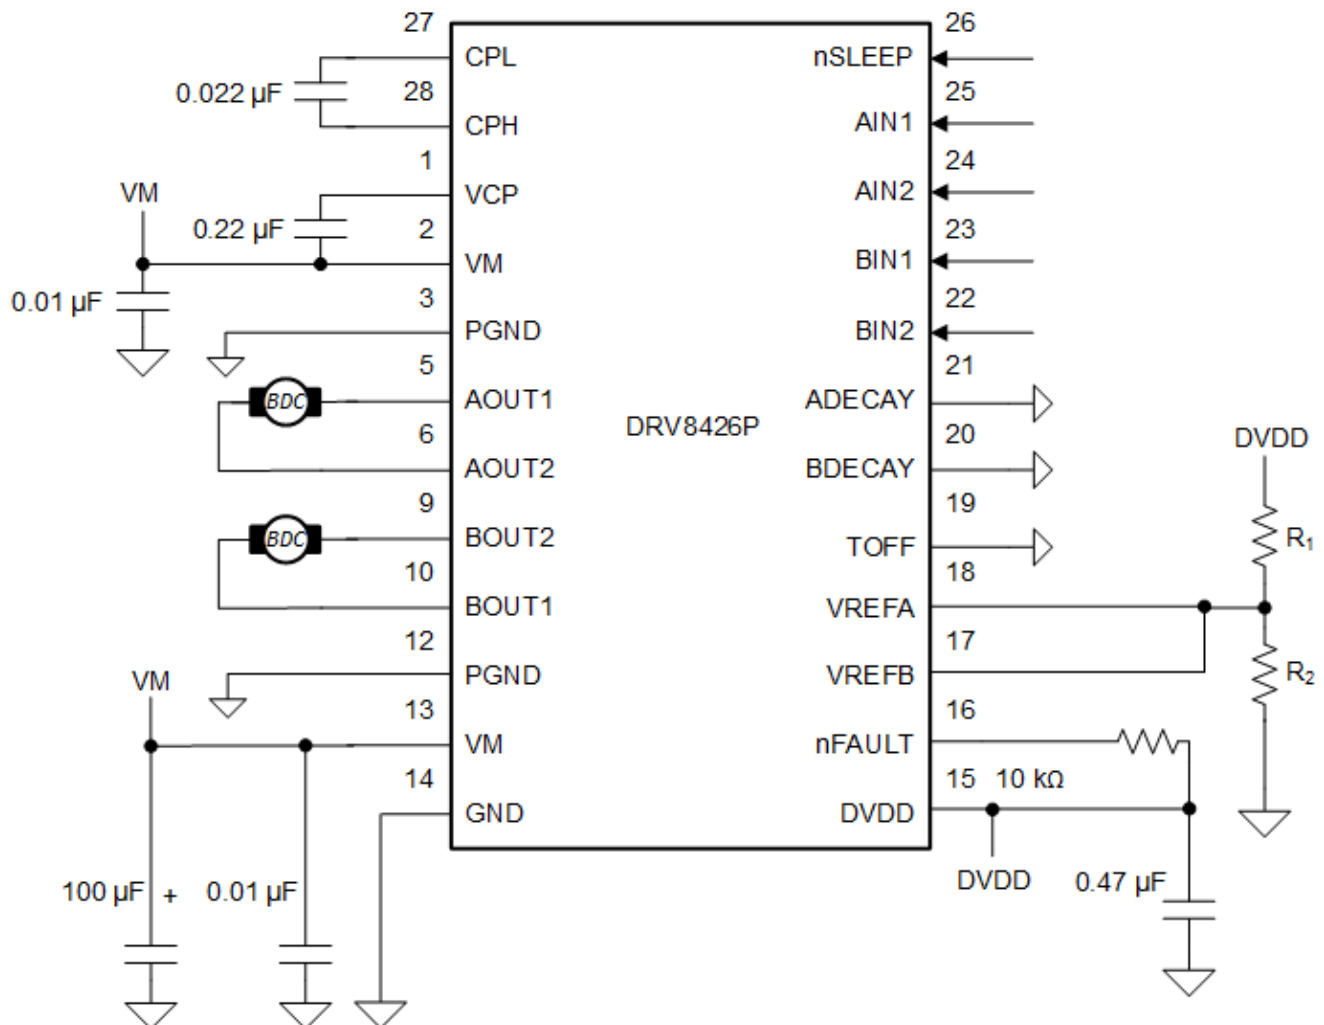 27
26
CPL
nSLEEP
0.022 µF
28
25
CPH
AIN1
1
24
VM
VCP
AIN2
0.22 µF
2
23
VM
BIN1
0.01 µF
3
22
PGND
BIN2
5
21
BDC
AOUT1
ADECAY
DRV8426P
6
20
DVDD
AOUT2
BDECAY
9
19
BDC
BOUT2
TOFF
R1
10
18
BOUT1
VREFA
12
17
VM
PGND
VREFB
R2
13
16
VM
nFAULT
14
15
10 kΩ
GND
DVDD
100 µF +
0.01 µF
DVDD
0.47 µF